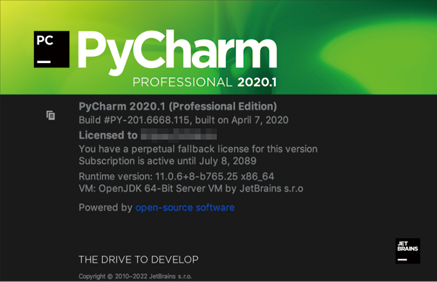 PC
PyCharm
PROFESSIONAL 2020.1
PyCharm 2020.1 (Professional Edition)
Build #PY-201.6668.115, built on April 7, 2020
Licensed to
You have a perpetual fallback license for this version
Subscription is active until July 8, 2089
Runtime version: 11.0.6+8-b765.25 x86_64
VM: OpenJDK 64-Bit Server VM by JetBrains s.r.o
Powered by open-source software
THE DRIVE TO DEVELOP
JET
BRAINS
Copyright © 2010–2022 JetBrains s.r.o.